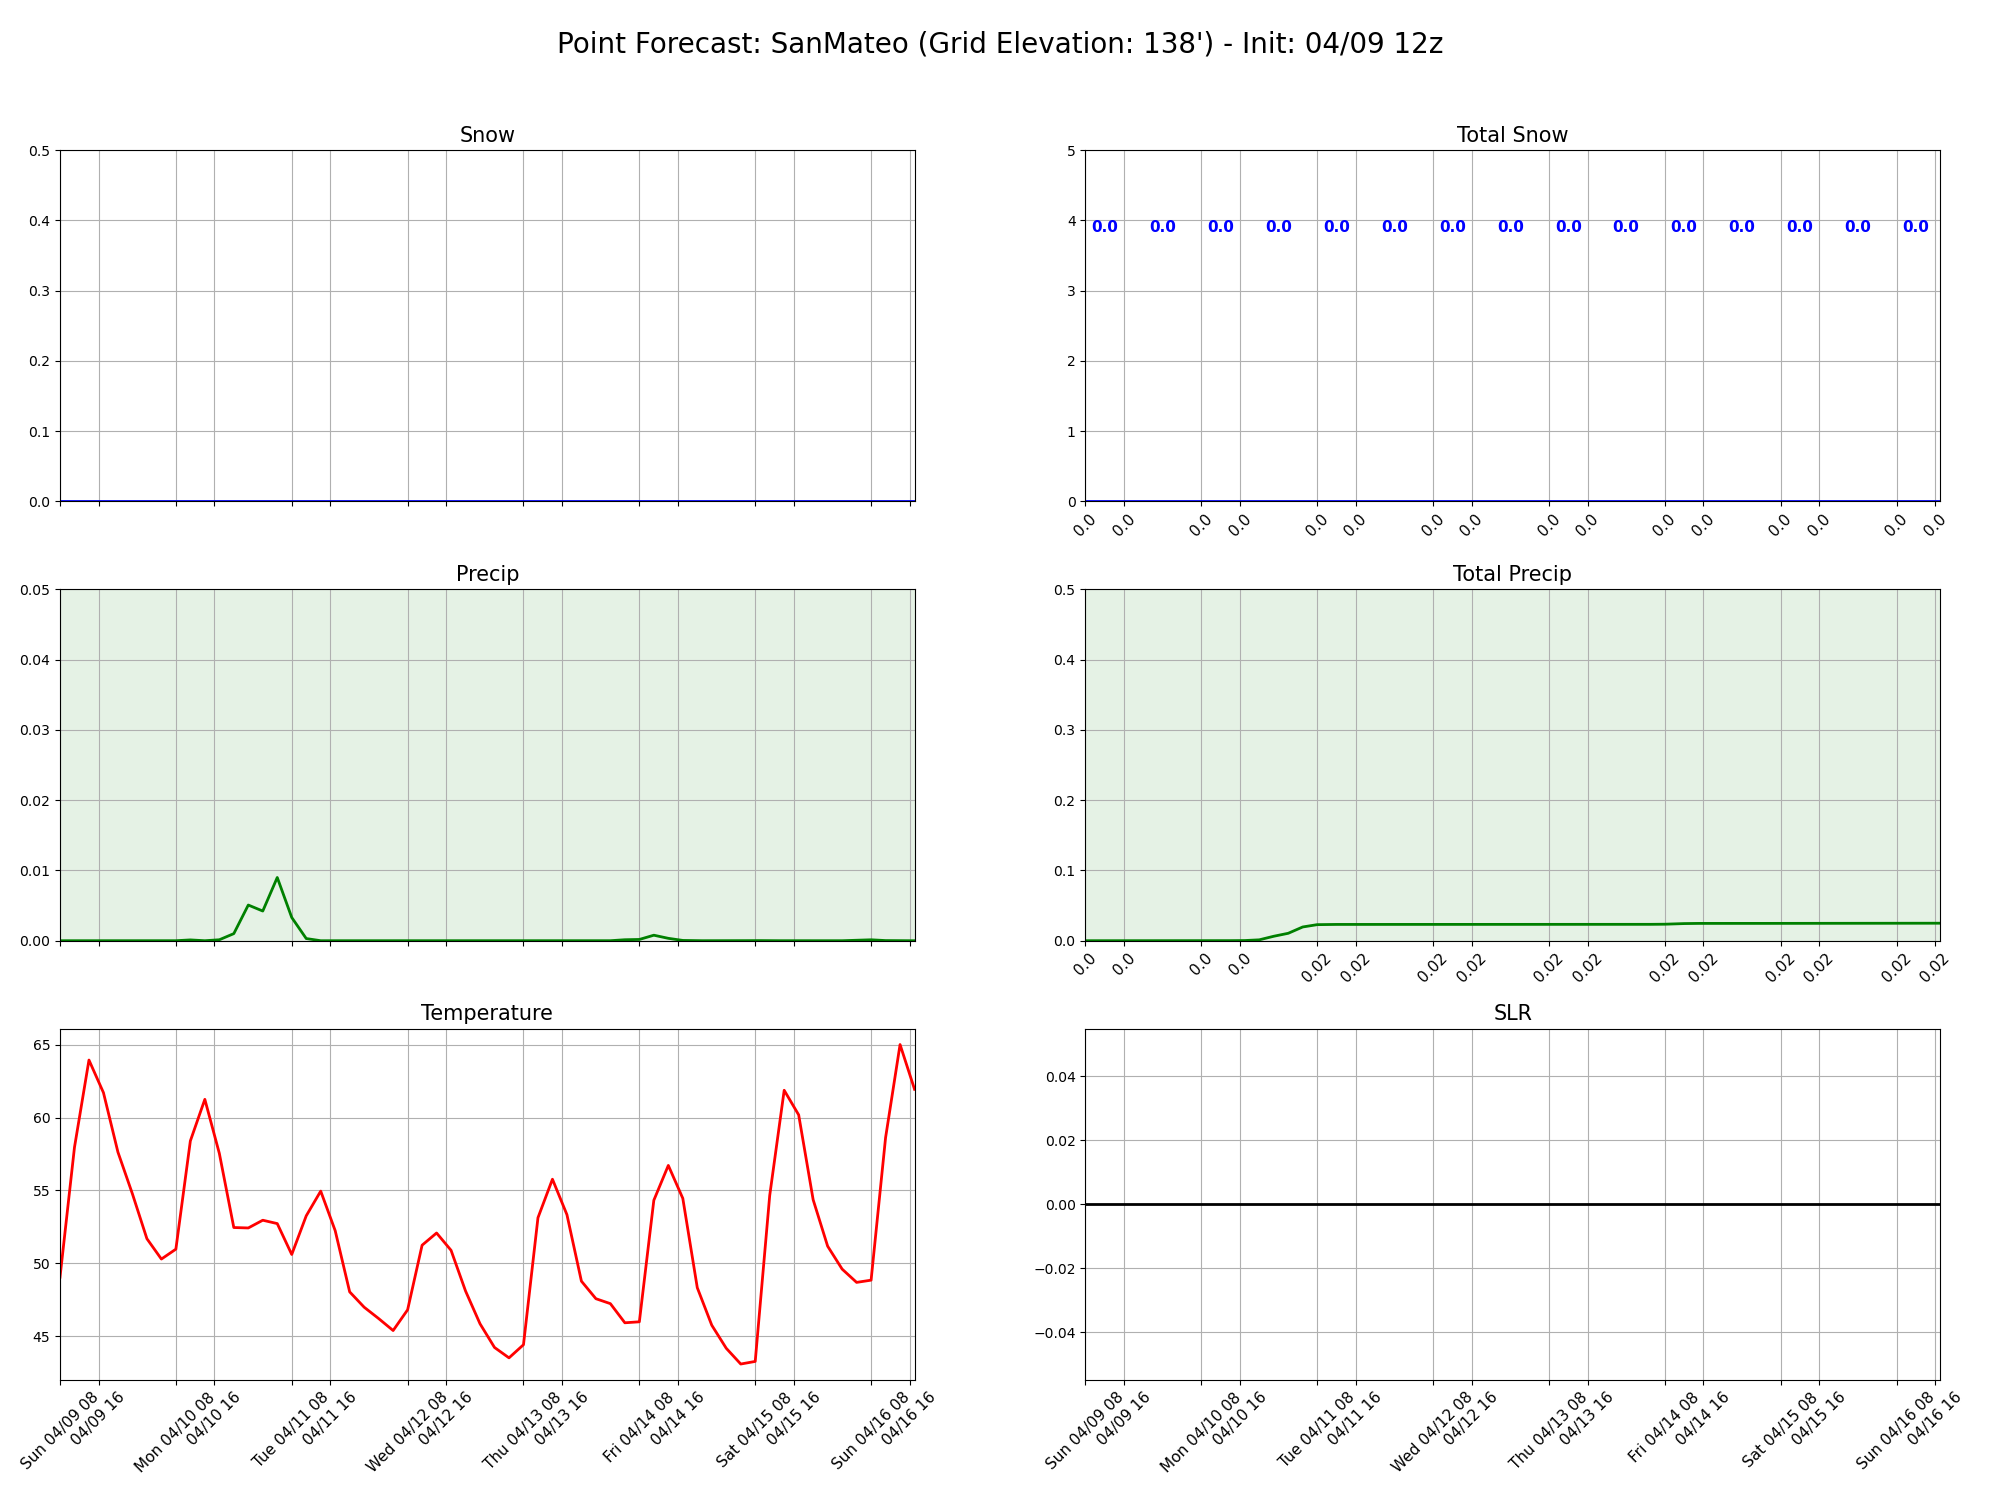 Point Forecast: SanMateo (Grid Elevation: 138') - Init: 04/09 12z
Snow
0.5
0.4
0.3
0.2
0.1
0.0
Total Snow
5
4
3
2
1
0
0.0 0.0 0.0 0.0 0.0 0.0 0.0 0.0 0.0 0.0 0.0 0.0 0.0 0.0 0.0
0.0 0.0 0.0 0.0 0.0 0.0 0.0 0.0 0.0 0.0 0.0 0.0 0.0 0.0 0.0 0.0
Precip
0.05
0.04
0.03
0.02
0.01
0.00
Total Precip
0.5
0.4
0.3
0.2
0.1
0.0
0.0 0.0 0.0 0.0 0.02 0.02 0.02 0.02 0.02 0.02 0.02 0.02 0.02 0.02 0.02 0.02
Temperature
65
60
55
50
45
Sun 04/09 08
04/09 16
Mon 04/10 08
04/10 16
Tue 04/11 08
04/11 16
Wed 04/12 08
04/12 16
Thu 04/13 08
04/13 16
Fri 04/14 08
04/14 16
Sat 04/15 08
04/15 16
Sun 04/16 08
04/16 16
SLR
0.04
0.02
0.00
−0.02
−0.04
Sun 04/09 08
04/09 16
Mon 04/10 08
04/10 16
Tue 04/11 08
04/11 16
Wed 04/12 08
04/12 16
Thu 04/13 08
04/13 16
Fri 04/14 08
04/14 16
Sat 04/15 08
04/15 16
Sun 04/16 08
04/16 16